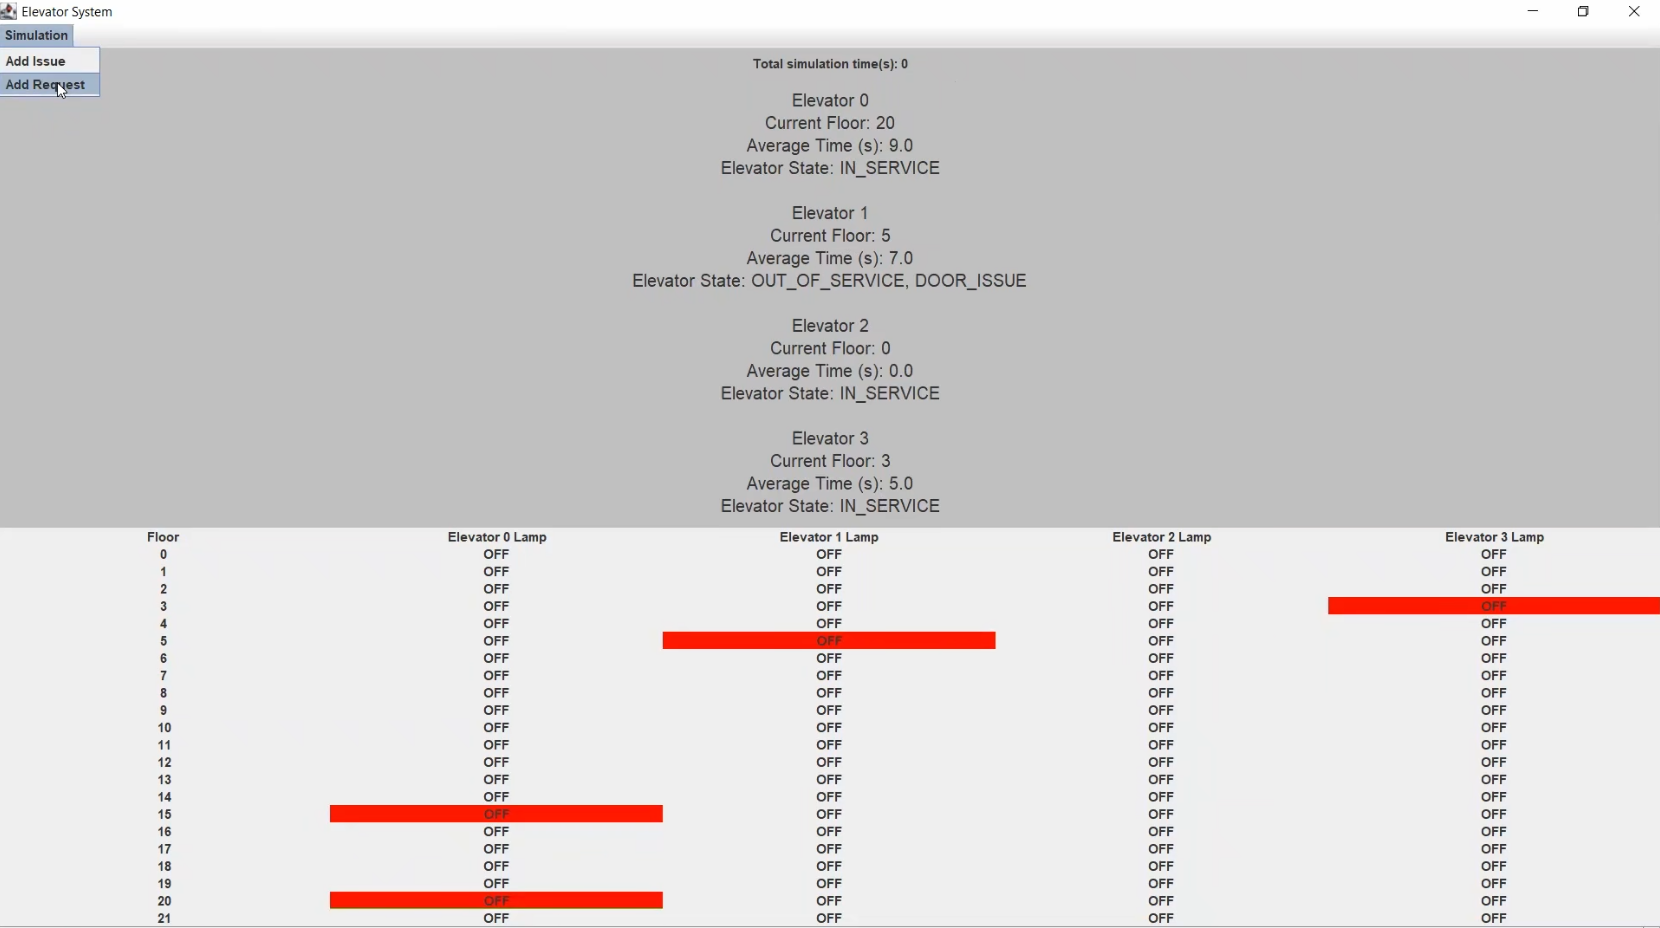 Elevator System
Simulation
Add Issue
Add Request
Total simulation time(s): 0
Elevator 0
Current Floor: 20
Average Time (s): 9.0
Elevator State: IN_SERVICE
Elevator 1
Current Floor: 5
Average Time (s): 7.0
Elevator State: OUT_OF_SERVICE, DOOR_ISSUE
Elevator 2
Current Floor: 0
Average Time (s): 0.0
Elevator State: IN_SERVICE
Elevator 3
Current Floor: 3
Average Time (s): 5.0
Elevator State: IN_SERVICE
Floor Elevator 0 Lamp Elevator 1 Lamp Elevator 2 Lamp Elevator 3 Lamp
0 OFF OFF OFF OFF
1 OFF OFF OFF OFF
2 OFF OFF OFF OFF
3 OFF OFF OFF OFF
4 OFF OFF OFF OFF
5 OFF OFF OFF OFF
6 OFF OFF OFF OFF
7 OFF OFF OFF OFF
8 OFF OFF OFF OFF
9 OFF OFF OFF OFF
10 OFF OFF OFF OFF
11 OFF OFF OFF OFF
12 OFF OFF OFF OFF
13 OFF OFF OFF OFF
14 OFF OFF OFF OFF
15 OFF OFF OFF OFF
16 OFF OFF OFF OFF
17 OFF OFF OFF OFF
18 OFF OFF OFF OFF
19 OFF OFF OFF OFF
20 OFF OFF OFF OFF
21 OFF OFF OFF OFF